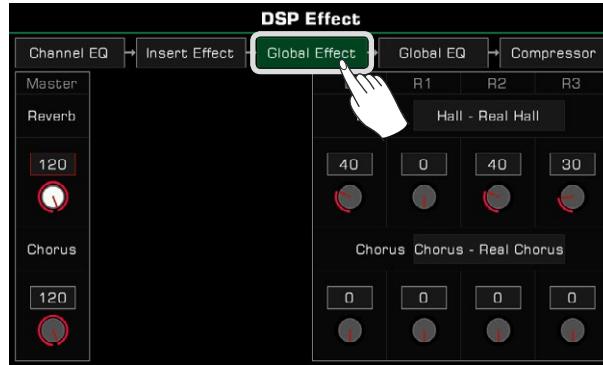 DSP Effect
Channel EQ Insert Effect Global Effect Global EQ Compressor
Master R1 R2 R3
Reverb Hall - Real Hall
120 40 0 40 30
Chorus Chorus Chorus - Real Chorus
120 0 0 0 0